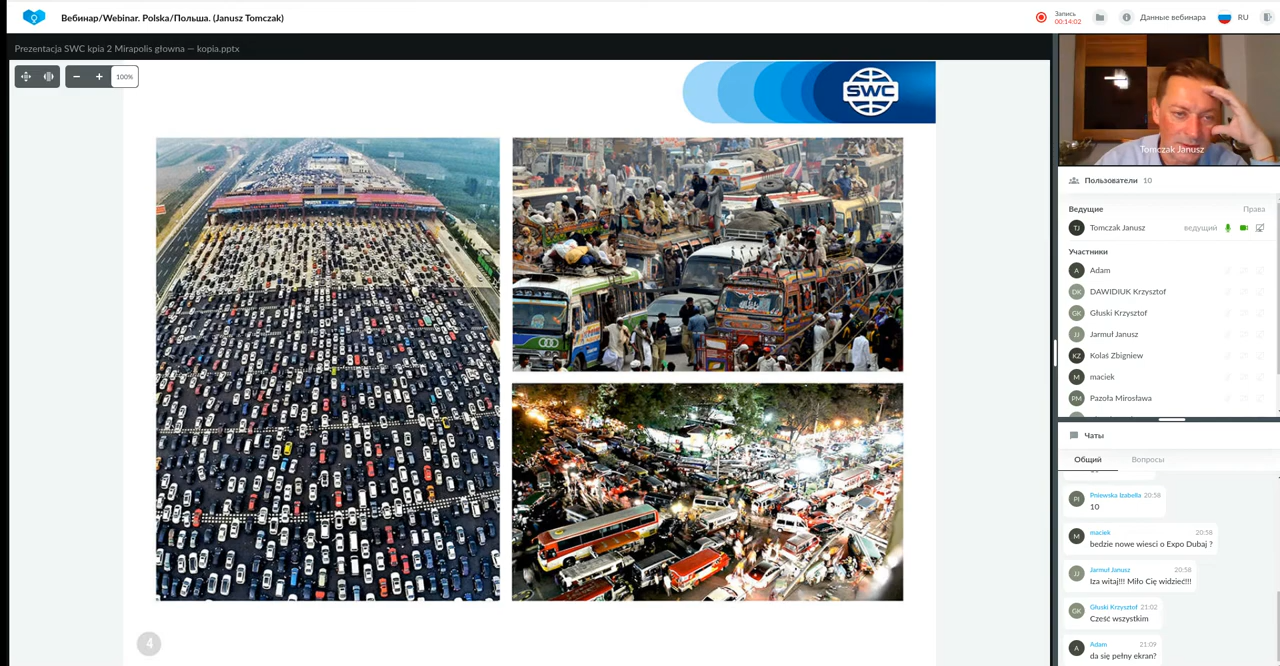 Вебинар/Webinar. Polska/Польша. (Janusz Tomczak)
Запись
00:14:02
Данные вебинара
RU
Prezentacja SWC kpia 2 Mirapolis głowna — kopia.pptx
100%
SWC
4
Tomczak Janusz
Пользователи 10
Ведущие Права
TJ Tomczak Janusz ведущий
Участники
A Adam
DK DAWIDIUK Krzysztof
GK Głuski Krzysztof
JJ Jarmuł Janusz
KZ Kolaś Zbigniew
M maciek
PM Pazoła Mirosława
Чаты
Общий Вопросы
PI Pniewska Izabella 20:58
10
M maciek 20:58
bedzie nowe wiesci o Expo Dubaj ?
JJ Jarmuł Janusz 20:58
Iza witaj!!! Miło Cię widzieć!!!
GK Głuski Krzysztof 21:02
Cześć wszystkim
A Adam 21:09
da się pełny ekran?